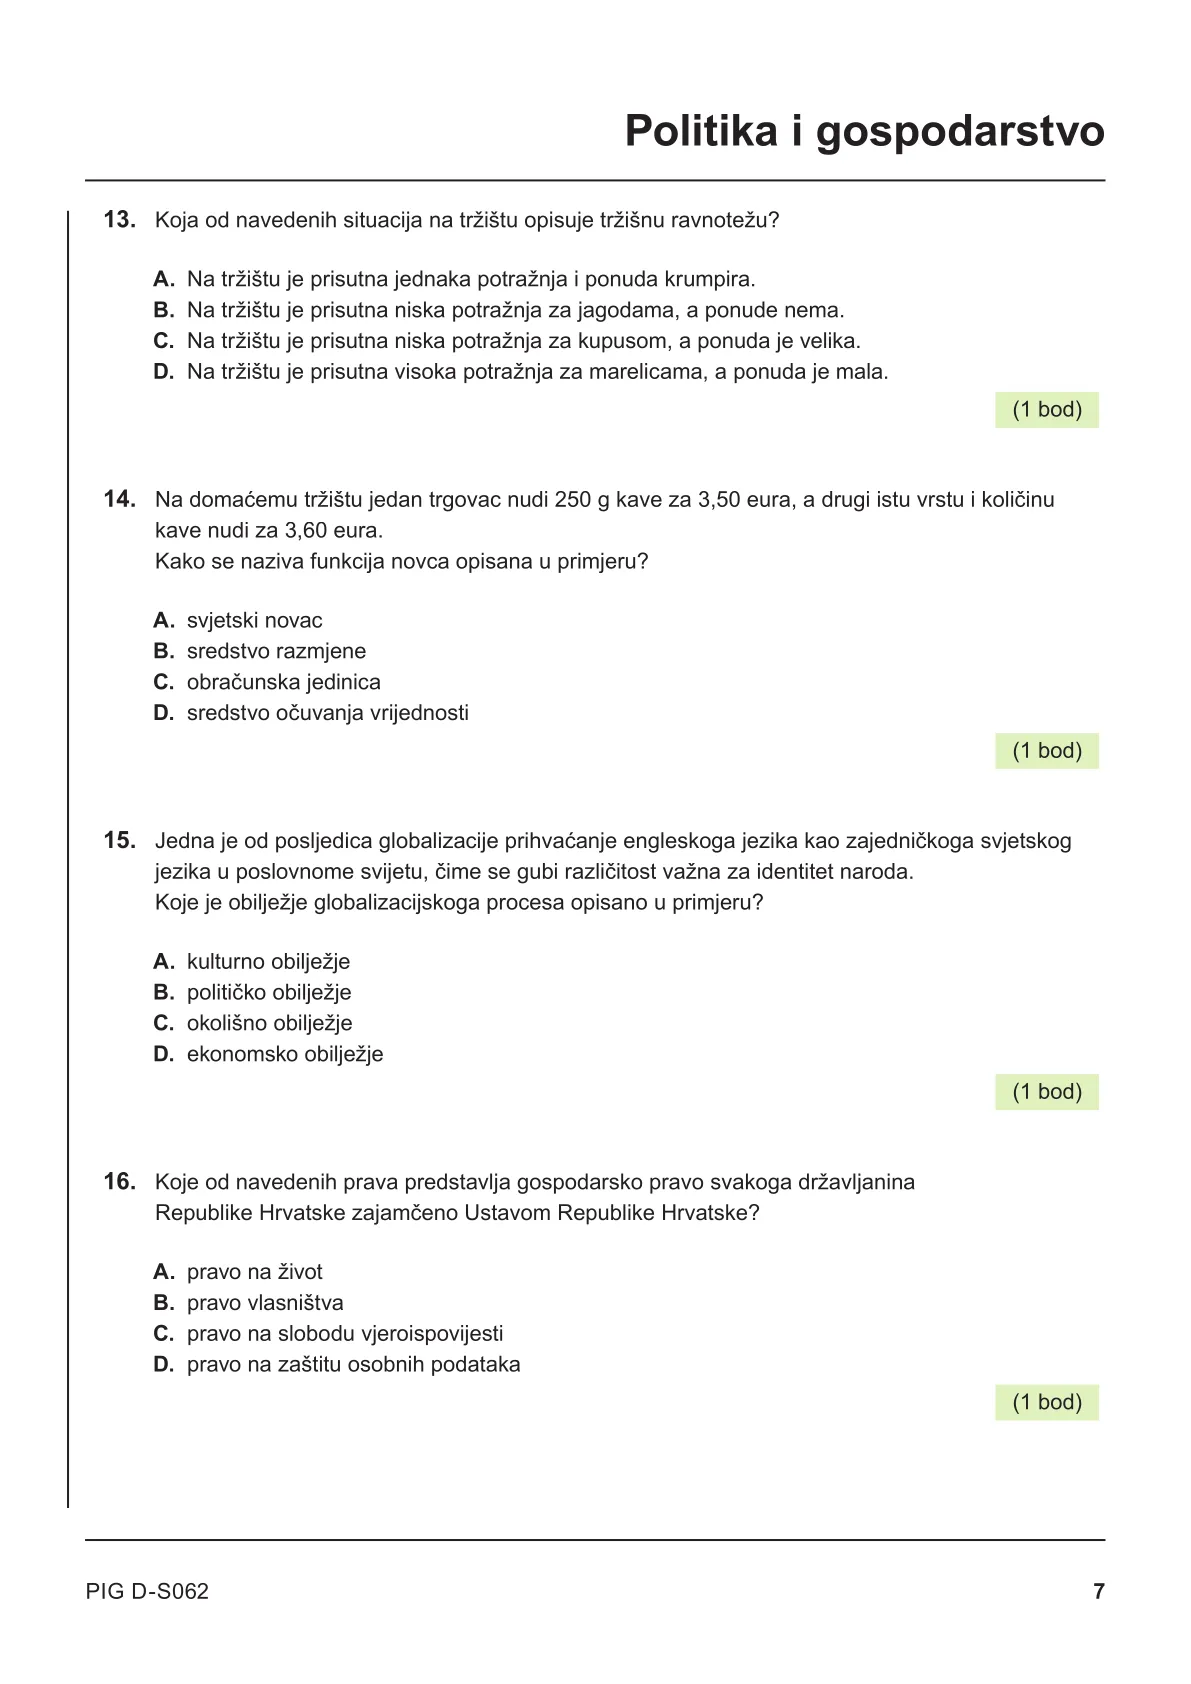 Politika i gospodarstvo
13. Koja od navedenih situacija na tržištu opisuje tržišnu ravnotežu?
A. Na tržištu je prisutna jednaka potražnja i ponuda krumpira.
B. Na tržištu je prisutna niska potražnja za jagodama, a ponude nema.
C. Na tržištu je prisutna niska potražnja za kupusom, a ponuda je velika.
D. Na tržištu je prisutna visoka potražnja za marelicama, a ponuda je mala.
(1 bod)
14. Na domaćemu tržištu jedan trgovac nudi 250 g kave za 3,50 eura, a drugi istu vrstu i količinu
kave nudi za 3,60 eura.
Kako se naziva funkcija novca opisana u primjeru?
A. svjetski novac
B. sredstvo razmjene
C. obračunska jedinica
D. sredstvo očuvanja vrijednosti
(1 bod)
15. Jedna je od posljedica globalizacije prihvaćanje engleskoga jezika kao zajedničkoga svjetskog
jezika u poslovnome svijetu, čime se gubi različitost važna za identitet naroda.
Koje je obilježje globalizacijskoga procesa opisano u primjeru?
A. kulturno obilježje
B. političko obilježje
C. okolišno obilježje
D. ekonomsko obilježje
(1 bod)
16. Koje od navedenih prava predstavlja gospodarsko pravo svakoga državljanina
Republike Hrvatske zajamčeno Ustavom Republike Hrvatske?
A. pravo na život
B. pravo vlasništva
C. pravo na slobodu vjeroispovijesti
D. pravo na zaštitu osobnih podataka
(1 bod)
PIG D-S062
7